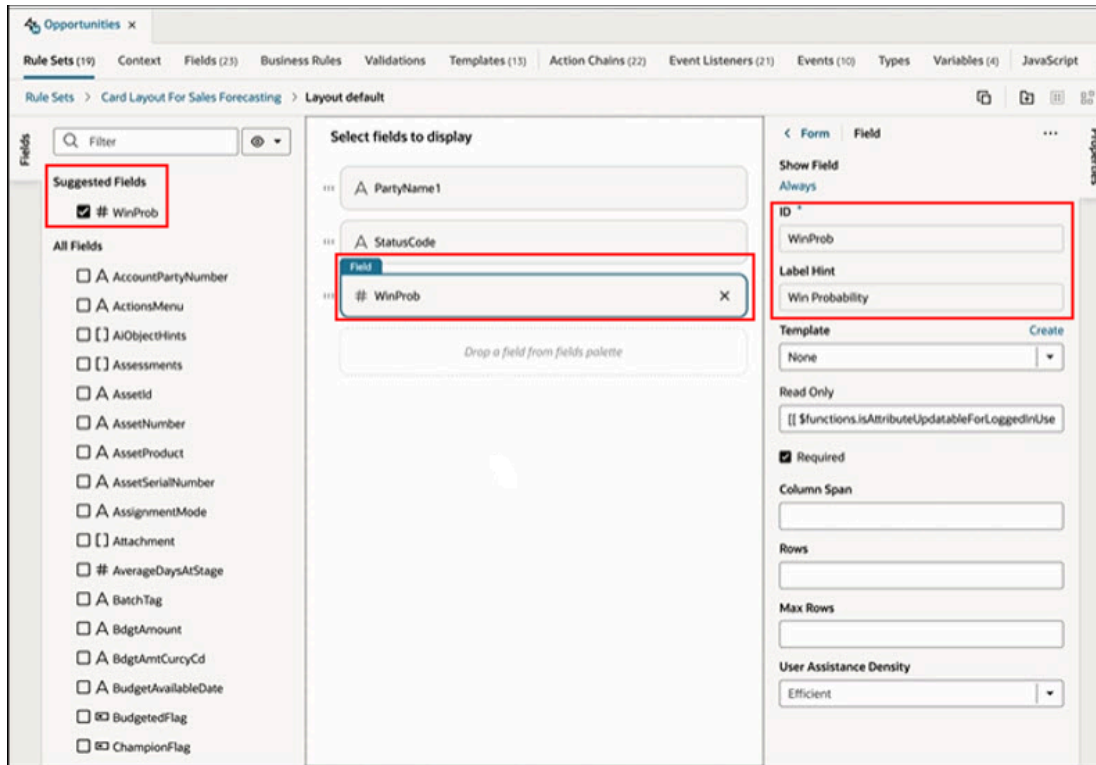 Opportunities ×
Rule Sets (19) Context Fields (23) Business Rules Validations Templates (13) Action Chains (22) Event Listeners (21) Events (10) Types Variables (4) JavaScript
Rule Sets > Card Layout For Sales Forecasting > Layout default
Fields
Filter
Suggested Fields
# WinProb
All Fields
A AccountPartyNumber
A ActionsMenu
[ ] AiObjectHints
[ ] Assessments
A AssetId
A AssetNumber
A AssetProduct
A AssetSerialNumber
A AssignmentMode
[ ] Attachment
# AverageDaysAtStage
A BatchTag
A BdgtAmount
A BdgtAmtCurcyCd
A BudgetAvailableDate
BudgetedFlag
ChampionFlag
Select fields to display
A PartyName1
A StatusCode
Field
# WinProb ×
Drop a field from fields palette
< Form Field ...
Properties
Show Field
Always
ID *
WinProb
Label Hint
Win Probability
Template Create
None
Read Only
[[ $functions.isAttributeUpdatableForLoggedInUse
Required
Column Span
Rows
Max Rows
User Assistance Density
Efficient